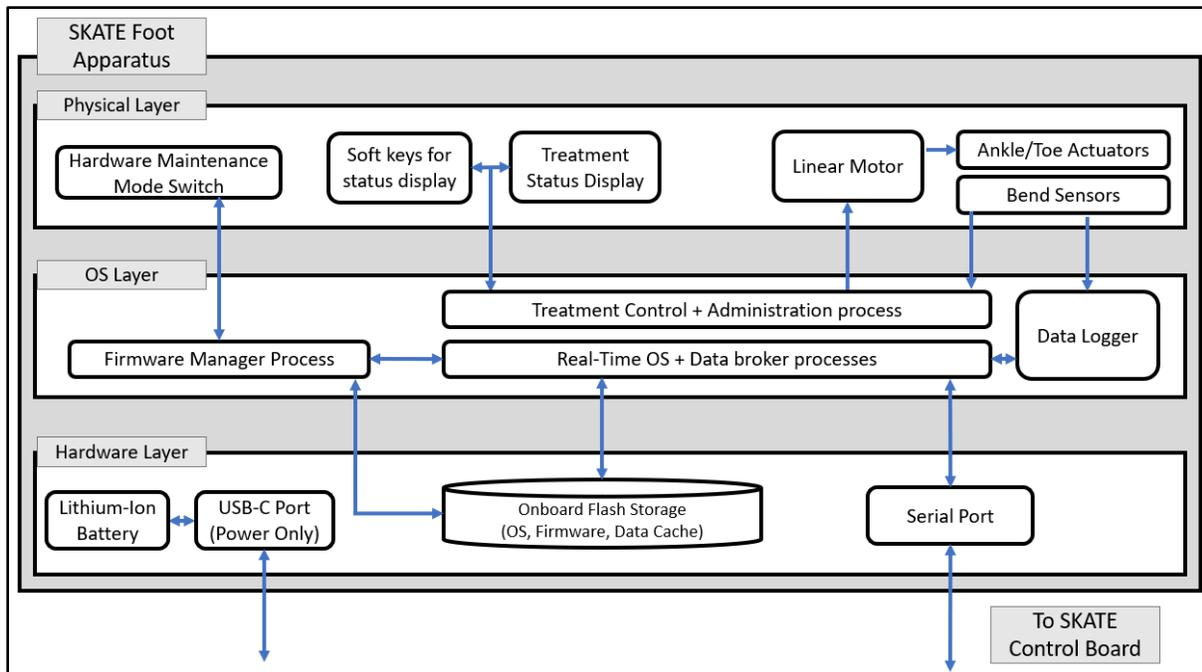 SKATE Foot
Apparatus
Physical Layer
Hardware Maintenance
Mode Switch
Soft keys for
status display
Treatment
Status Display
Linear Motor
Ankle/Toe Actuators
Bend Sensors
OS Layer
Treatment Control + Administration process
Data Logger
Firmware Manager Process
Real-Time OS + Data broker processes
Hardware Layer
Lithium-Ion
Battery
USB-C Port
(Power Only)
Onboard Flash Storage
(OS, Firmware, Data Cache)
Serial Port
To SKATE
Control Board